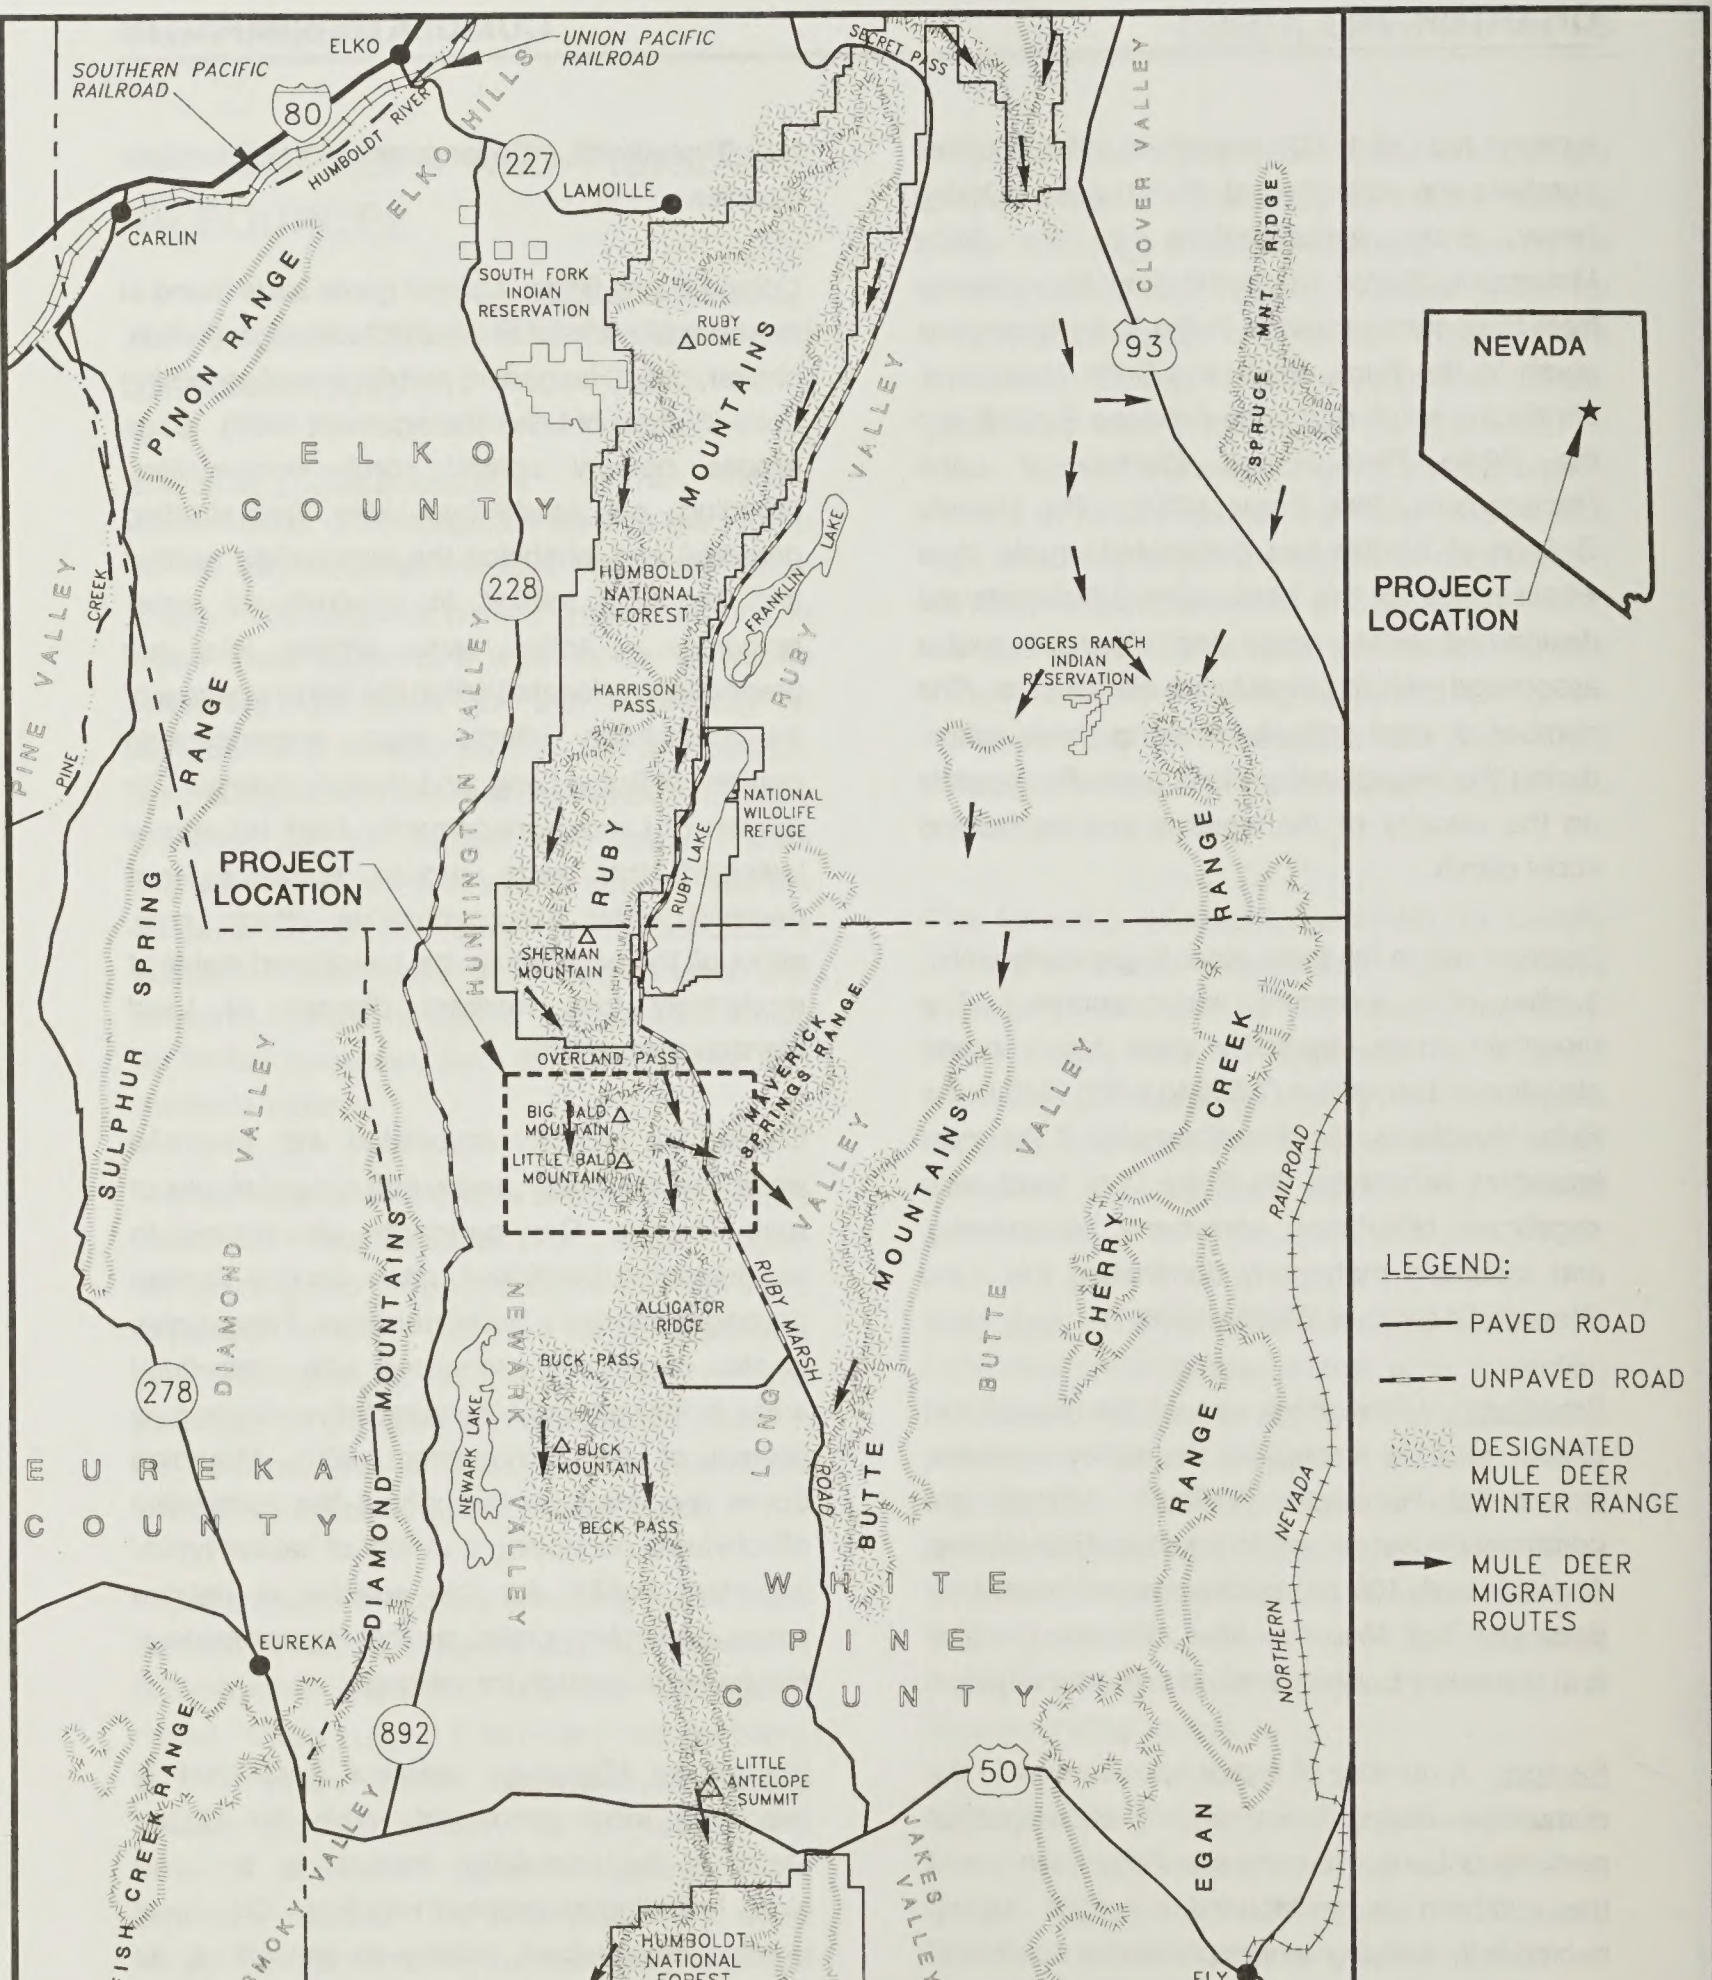 ELKO
UNION PACIFIC
RAILROAD
SOUTHERN PACIFIC
RAILROAD
80
HUMBOLDT RIVER
ELKO HILLS
SECRET PASS
CLOVER VALLEY
227
LAMOILLE
CARLIN
SOUTH FORK
INDIAN
RESERVATION
RUBY
DOME
PINON RANGE
SPRUCE MNT RIDGE
93
NEVADA
PROJECT
LOCATION
ELKO
COUNTY
RUBY MOUNTAINS
RUBY VALLEY
FRANKLIN LAKE
228
HUMBOLDT
NATIONAL
FOREST
PINE VALLEY
PINE CREEK
HUNTINGTON VALLEY
HARRISON
PASS
OOGERS RANCH
INDIAN
RESERVATION
SULPHUR SPRING RANGE
NATIONAL
WILOLIFE
REFUGE
RUBY LAKE
PROJECT
LOCATION
SHERMAN
MOUNTAIN
OVERLAND PASS
MAVERICK
SPRINGS RANGE
BIG BALD
MOUNTAIN
LITTLE BALD
MOUNTAIN
CHERRY CREEK RANGE
BUTTE MOUNTAINS
BUTTE VALLEY
LONG VALLEY
DIAMOND VALLEY
DIAMOND MOUNTAINS
RUBY MARSH ROAD
ALLIGATOR
RIDGE
BUCK PASS
NEWARK LAKE
NEWARK VALLEY
278
BUCK
MOUNTAIN
BECK PASS
EUREKA
COUNTY
WHITE
PINE
COUNTY
NORTHERN NEVADA RAILROAD
EGAN RANGE
EUREKA
892
50
LITTLE
ANTELOPE
SUMMIT
FISH CREEK RANGE
VALLEY
JAKES
VALLEY
HUMBOLDT
NATIONAL
FOREST
ELY
LEGEND:
PAVED ROAD
UNPAVED ROAD
DESIGNATED
MULE DEER
WINTER RANGE
MULE DEER
MIGRATION
ROUTES